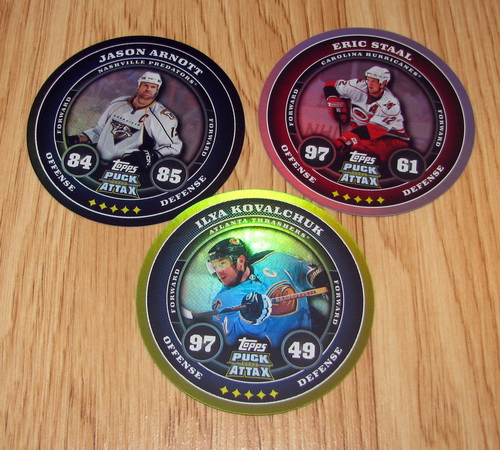 JASON ARNOTT
NASHVILLE PREDATORS
FORWARD
FORWARD
84
85
OFFENSE
DEFENSE
Topps
PUCK
ATTAX
ERIC STAAL
CAROLINA HURRICANES
FORWARD
FORWARD
97
61
OFFENSE
DEFENSE
Topps
PUCK
ATTAX
ILYA KOVALCHUK
ATLANTA THRASHERS
FORWARD
FORWARD
97
49
OFFENSE
DEFENSE
Topps
PUCK
ATTAX